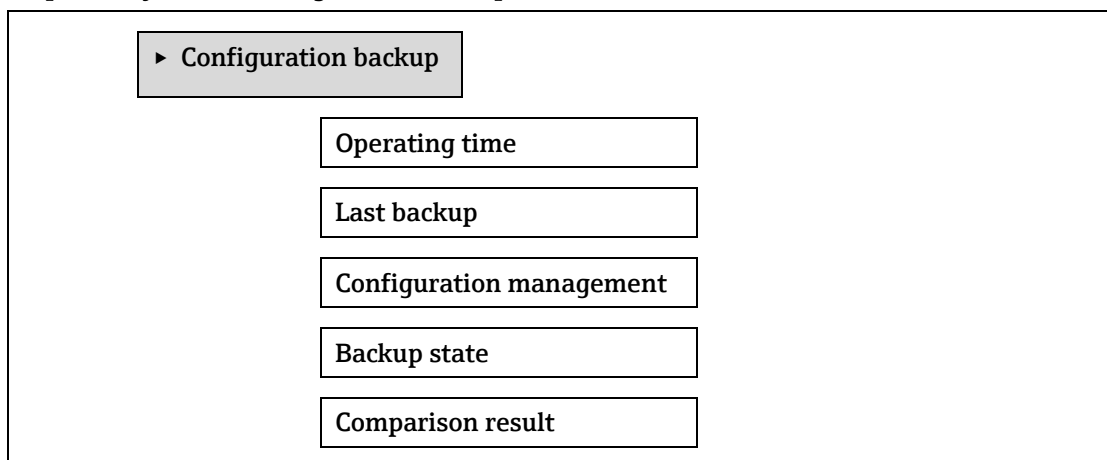 ▸ Configuration backup
Operating time
Last backup
Configuration management
Backup state
Comparison result